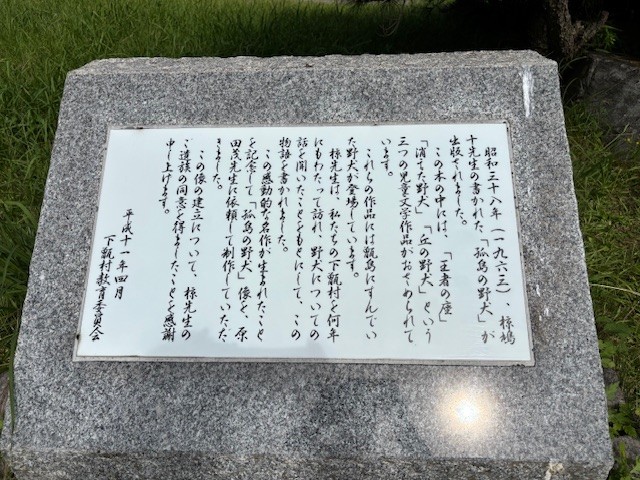 昭和三十八年（一九六三）、椋鳩
十先生の書かれた、「孤島の野犬」が
出版されました。
この本の中には、「王者の座」
「消えた野犬」「丘の野犬」という
三つの児童文学作品がおさめられて
います。
これらの作品には甑島にすんでい
た野犬が登場しています。
椋先生は、私たちの下甑村を何年
にもわたって訪れ、野犬についての
話を聞いたことをもとにして、この
物語を書かれました。
この感動的な名作が生まれたこと
を記念して「孤島の野犬」像を、原
田茂先生に依頼して制作していただ
きました。
この像の建立について、椋先生の
ご遺族の同意を得ましたことを感謝
申し上げます。
平成十一年四月
下甑村教育委員会